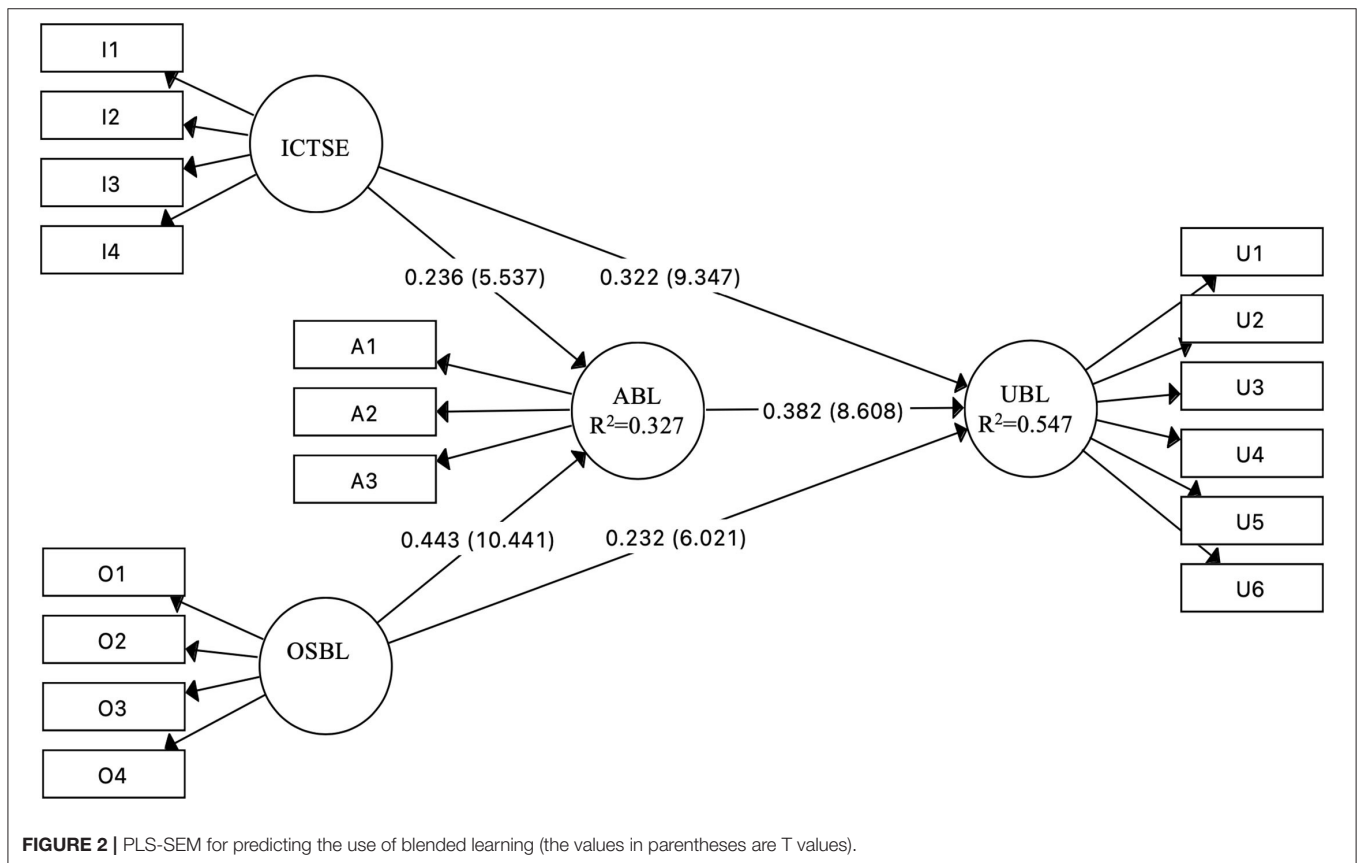 I1
I2
I3
I4
ICTSE
0.236 (5.537)
0.322 (9.347)
A1
A2
A3
ABL
R²=0.327
0.382 (8.608)
UBL
R²=0.547
U1
U2
U3
U4
U5
U6
0.443 (10.441)
0.232 (6.021)
O1
O2
O3
O4
OSBL
FIGURE 2 | PLS-SEM for predicting the use of blended learning (the values in parentheses are T values).